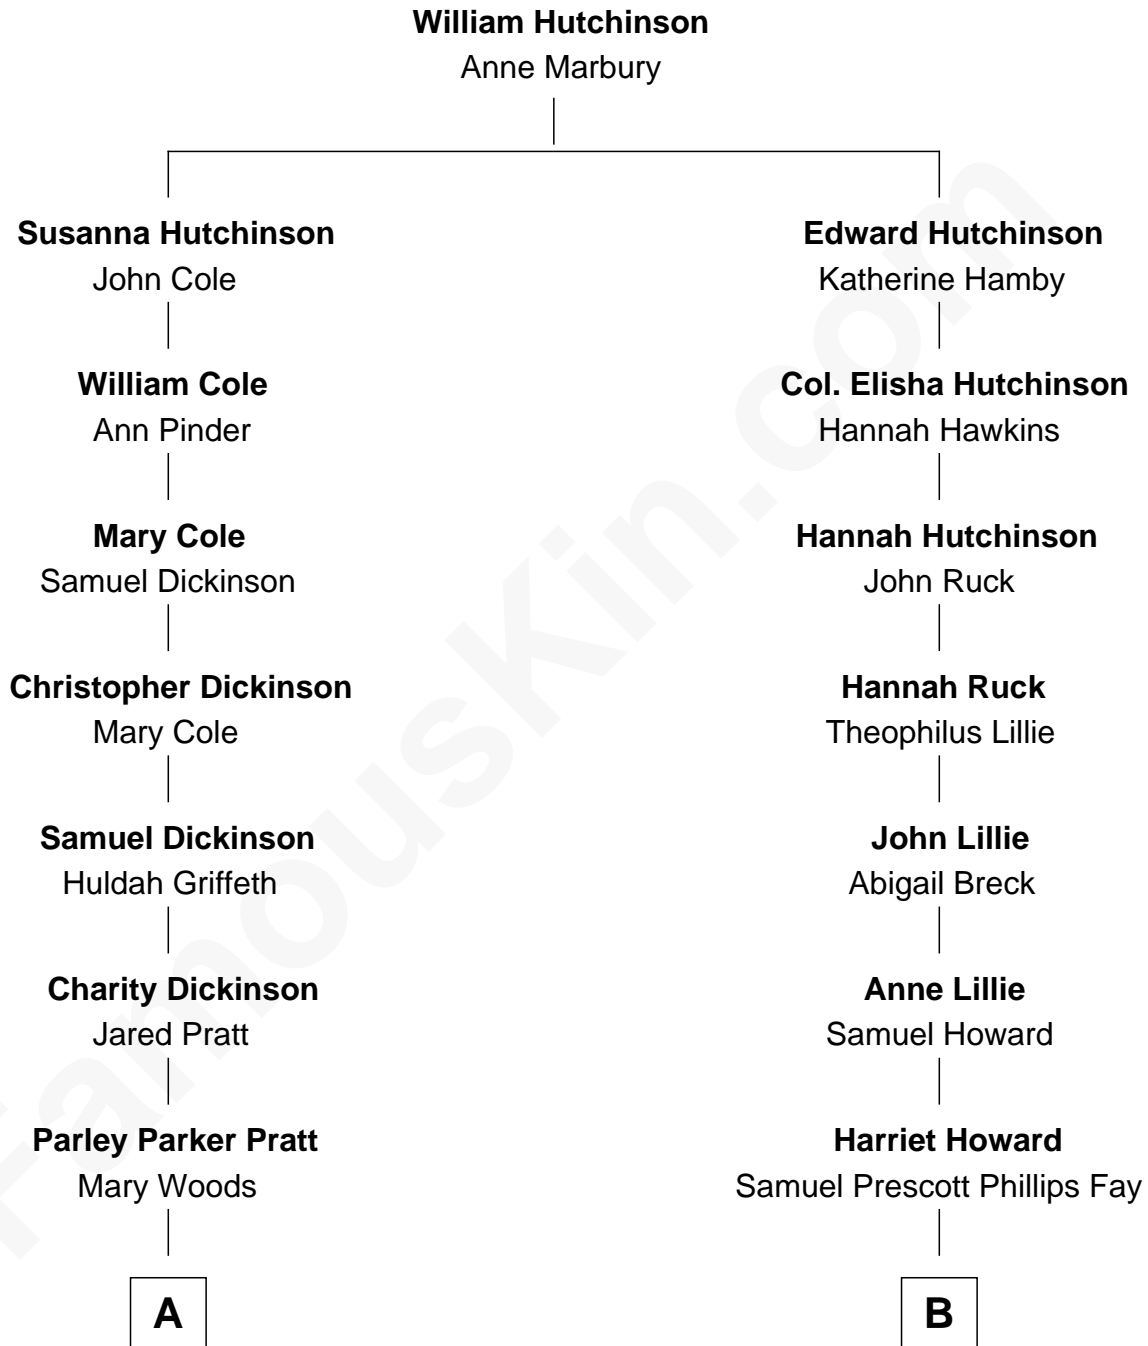 William Hutchinson
Anne Marbury
Susanna Hutchinson
John Cole
Edward Hutchinson
Katherine Hamby
William Cole
Ann Pinder
Col. Elisha Hutchinson
Hannah Hawkins
Mary Cole
Samuel Dickinson
Hannah Hutchinson
John Ruck
Christopher Dickinson
Mary Cole
Hannah Ruck
Theophilus Lillie
Samuel Dickinson
Huldah Griffeth
John Lillie
Abigail Breck
Charity Dickinson
Jared Pratt
Anne Lillie
Samuel Howard
Parley Parker Pratt
Mary Woods
Harriet Howard
Samuel Prescott Phillips Fay
A
B
FamousKin.com